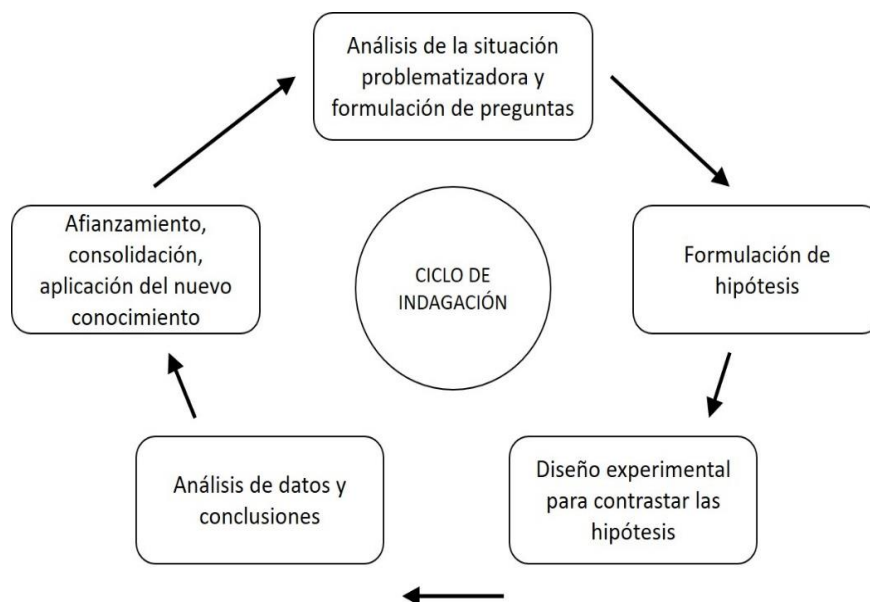 Análisis de la situación
problematizadora y
formulación de preguntas
Formulación de
hipótesis
Diseño experimental
para contrastar las
hipótesis
Análisis de datos y
conclusiones
Afianzamiento,
consolidación,
aplicación del nuevo
conocimiento
CICLO DE
INDAGACIÓN